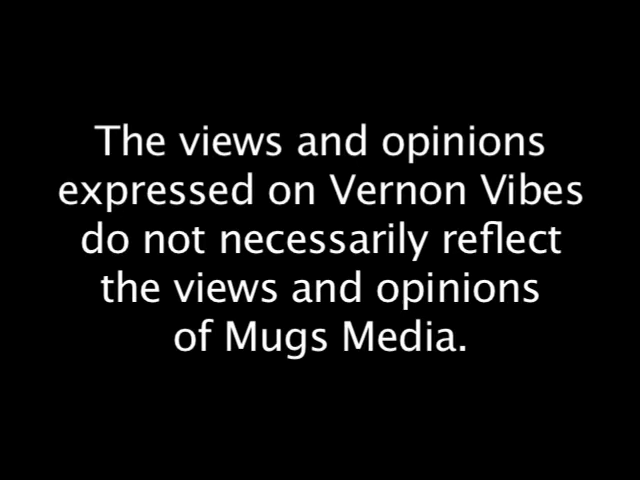 The views and opinions
expressed on Vernon Vibes
do not necessarily reflect
the views and opinions
of Mugs Media.